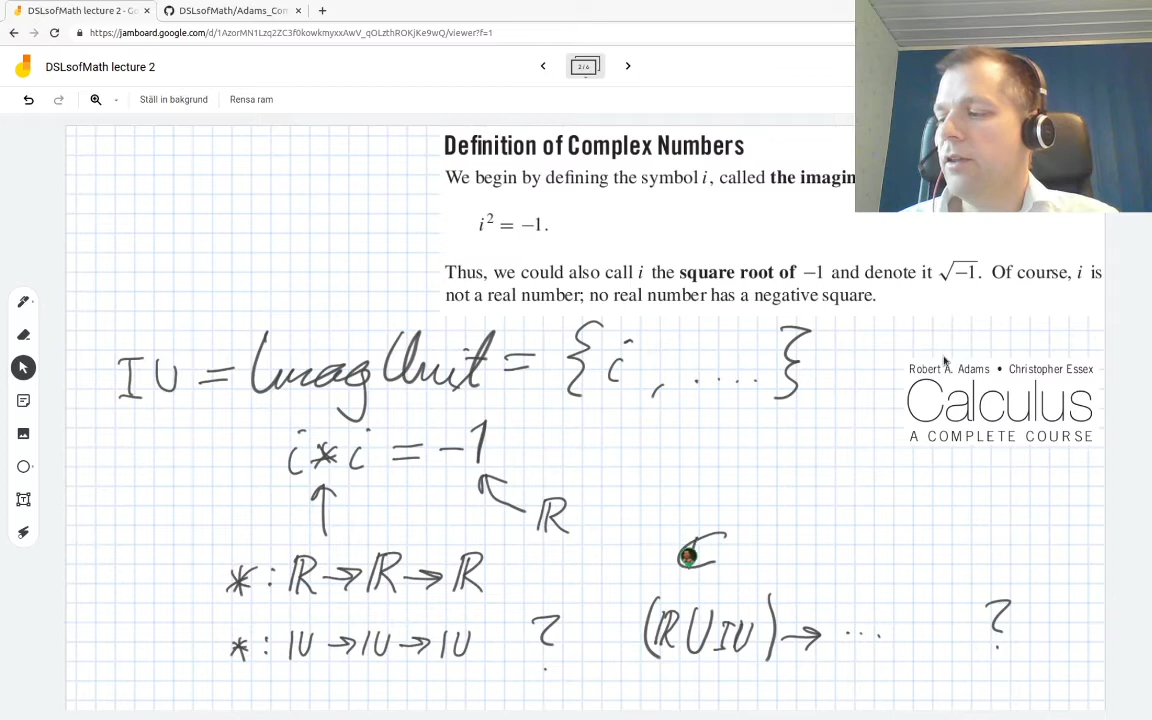 DSLsofMath lecture 2 - Go
DSLsofMath/Adams_Con
https://jamboard.google.com/d/1AzorMN1Lzq2ZC3f0kowkmyxxAwV_qOLzthROKjKe9wQ/viewer?f=1
DSLsofMath lecture 2
2/6
Ställ in bakgrund
Rensa ram
Definition of Complex Numbers
We begin by defining the symbol i, called the imagin
i² = −1.
Thus, we could also call i the square root of −1 and denote it √−1. Of course, i is
not a real number; no real number has a negative square.
IU = ImagUnit = {i, ....}
Robert A. Adams • Christopher Essex
Calculus
A COMPLETE COURSE
i * i = -1
ℝ
* : ℝ → ℝ → ℝ
ℂ
* : IU → IU → IU ?
(ℝ ∪ IU) → ... ?